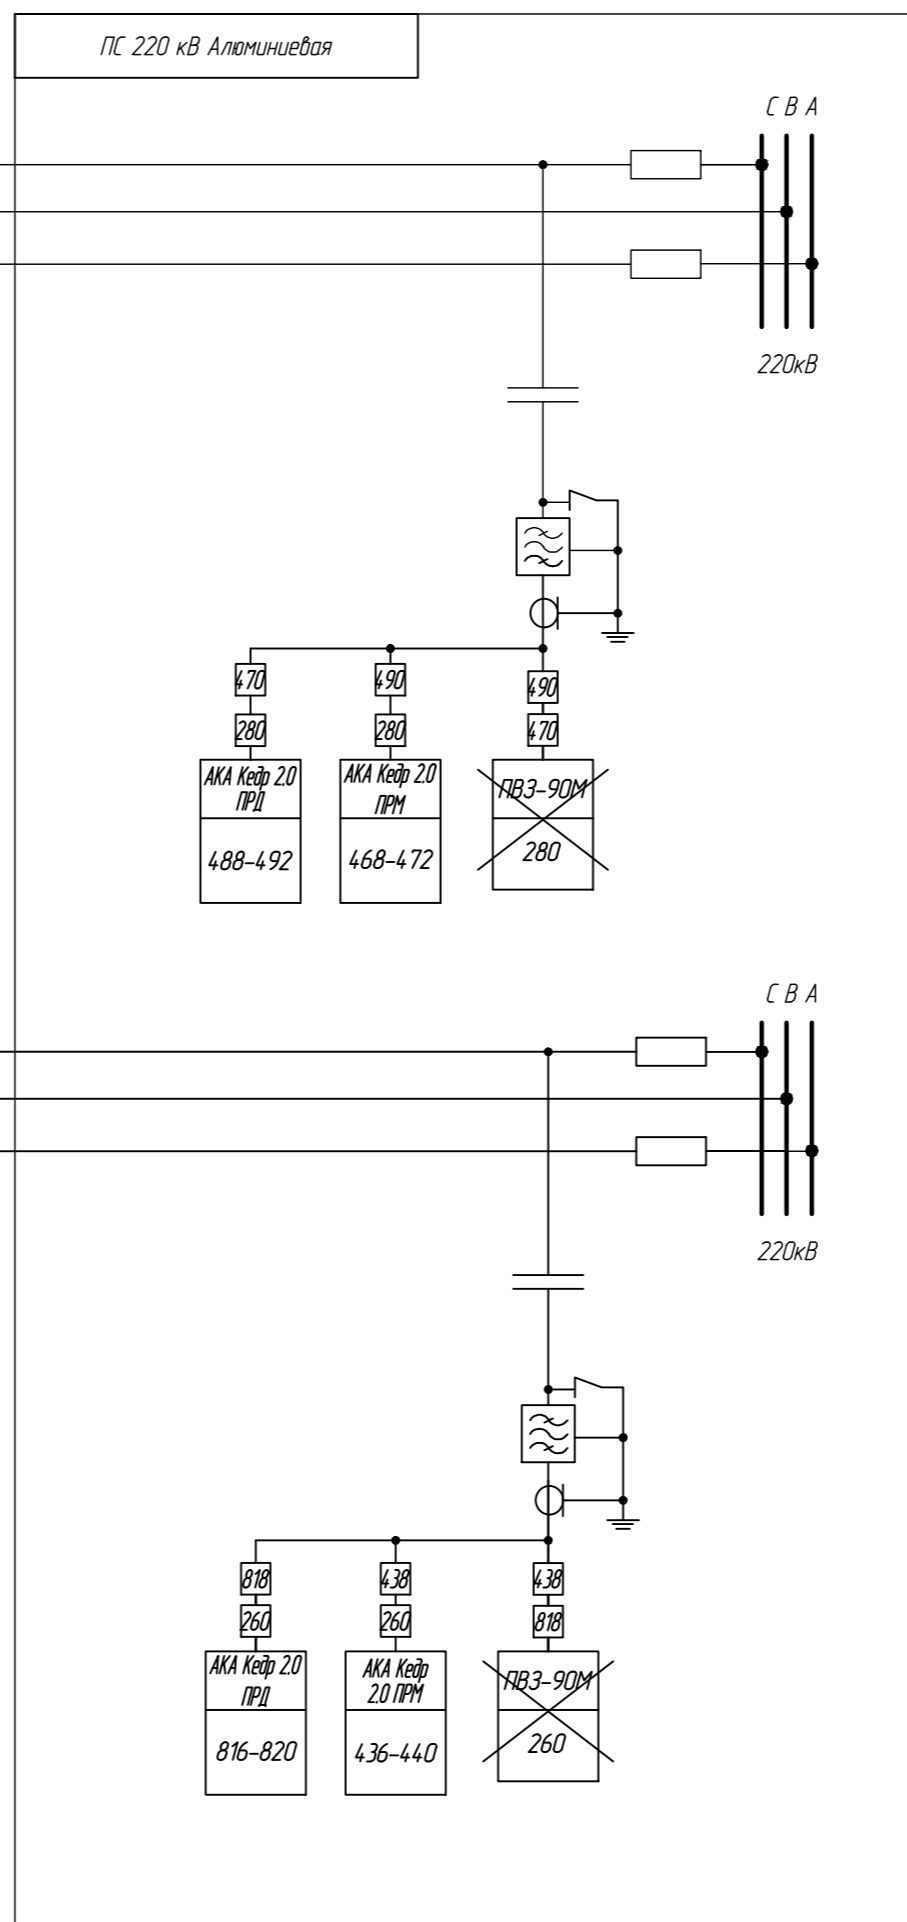 ПС 220 кВ Алюминиевая
С В А
220кВ
470
490
490
280
280
470
АКА Кедр 2.0
ПРД
488-492
АКА Кедр 2.0
ПРМ
468-472
ПВЗ-90М
280
С В А
220кВ
818
438
438
260
260
818
АКА Кедр 2.0
ПРД
816-820
АКА Кедр
2.0 ПРМ
436-440
ПВЗ-90М
260